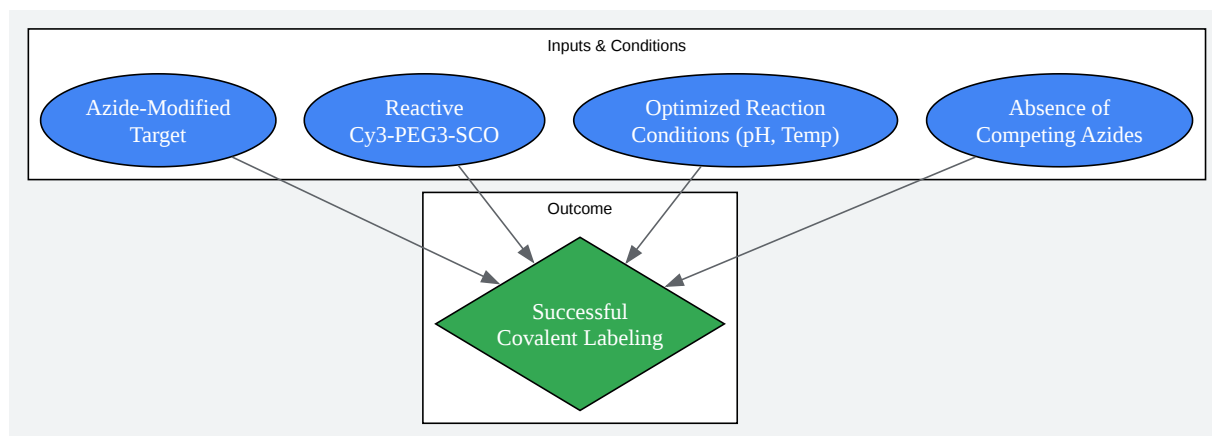 Inputs & Conditions
Azide-Modified
Target
Reactive
Cy3-PEG3-SCO
Optimized Reaction
Conditions (pH, Temp)
Absence of
Competing Azides
Outcome
Successful
Covalent Labeling